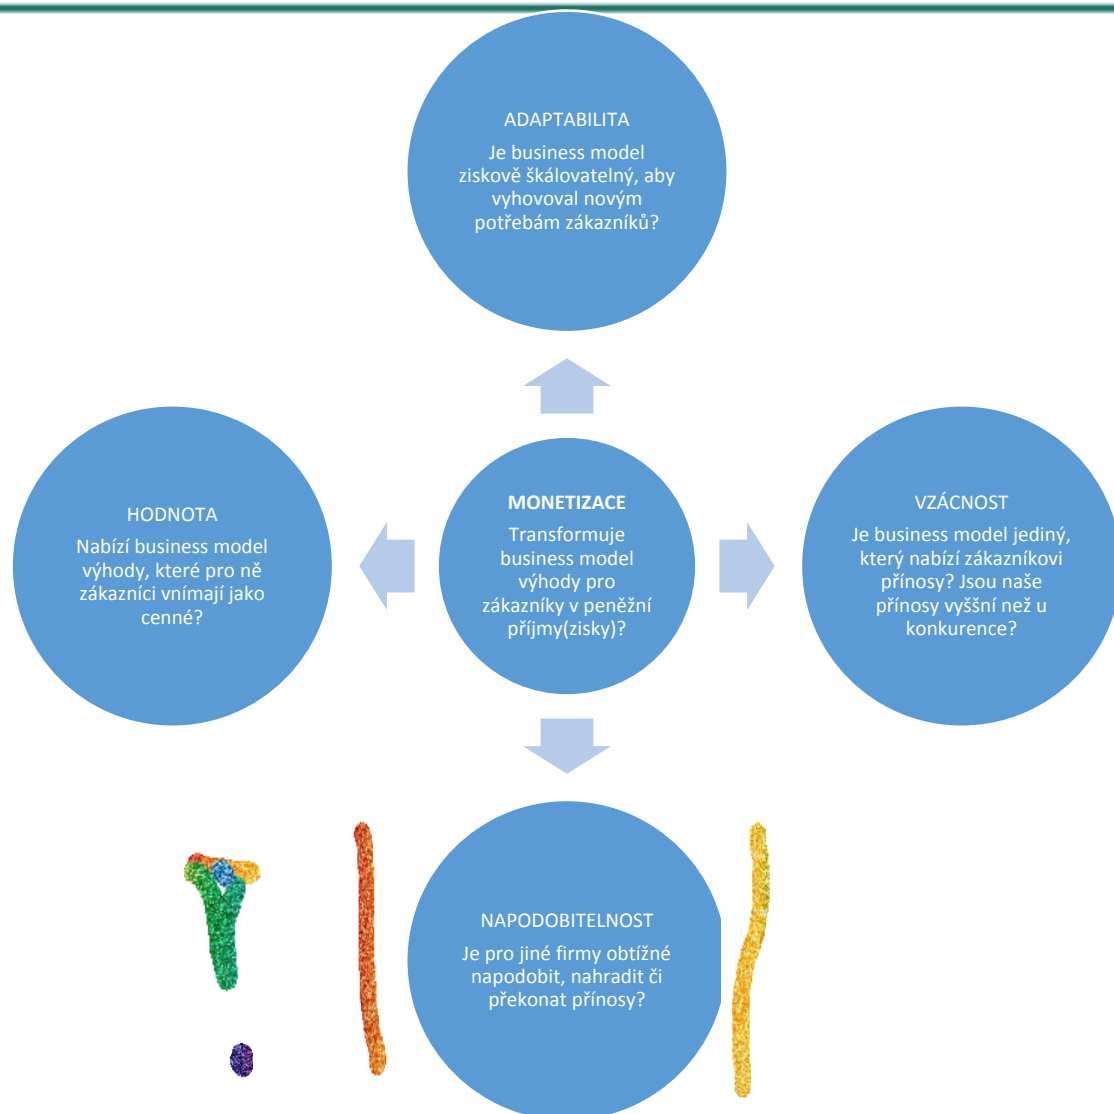 ADAPTABILITA
Je business model
ziskově škálovatelný, aby
vyhovoval novým
potřebám zákazníků?
HODNOTA
Nabízí business model
výhody, které pro ně
zákazníci vnímají jako
cenné?
MONETIZACE
Transformuje
business model
výhody pro
zákazníky v peněžní
příjmy(zisky)?
VZÁCNOST
Je business model jediný,
který nabízí zákazníkovi
přínosy? Jsou naše
přínosy vyššní než u
konkurence?
NAPODOBITELNOST
Je pro jiné firmy obtížné
napodobit, nahradit či
překonat přínosy?